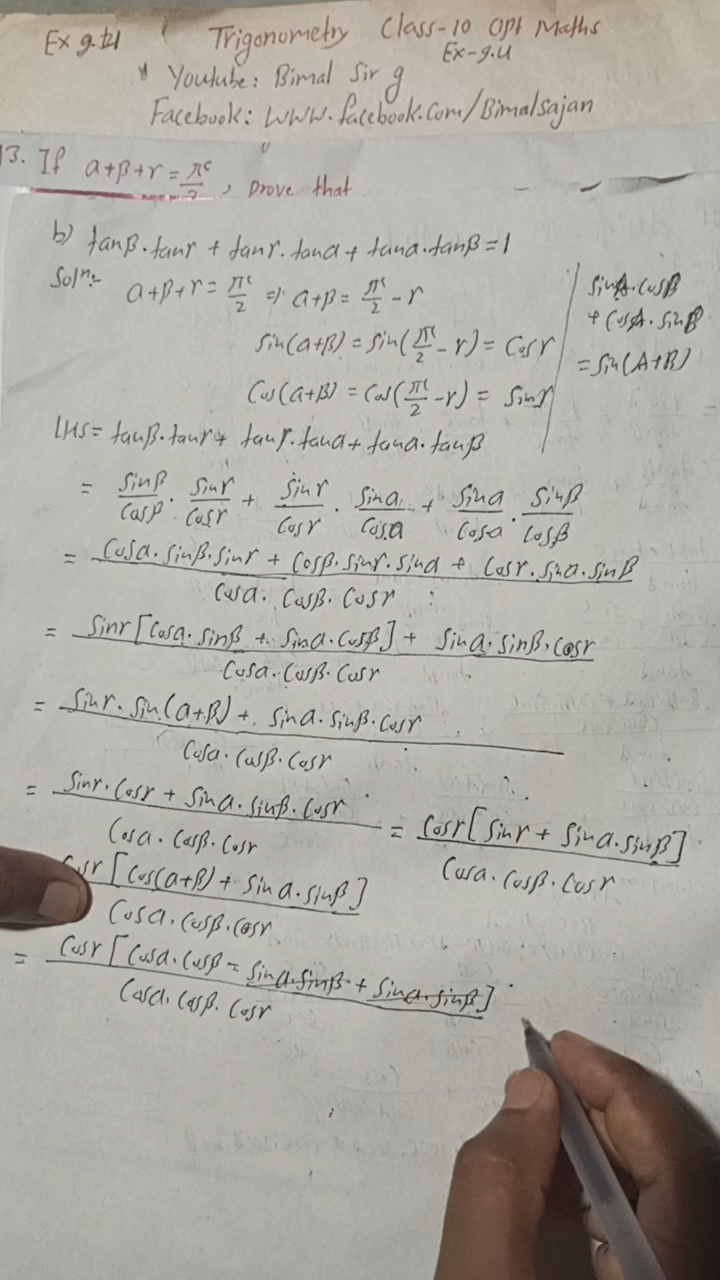 Ex 9.4 Trigonometry Class-10 Opt Maths
Ex-9.4
* Youtube: Bimal Sir g
Facebook: www.facebook.com/Bimalsajan
13. If α+β+γ = πᶜ/2, prove that
b) tanβ.tanγ + tanγ.tanα + tanα.tanβ = 1
Solⁿ:- α+β+γ = πᶜ/2 ⇒ α+β = πᶜ/2 - γ
sin(α+β) = sin(πᶜ/2 - γ) = Cosγ
Cos(α+β) = Cos(πᶜ/2 - γ) = sinγ
sinA.CosB
+ CosA.sinB
= sin(A+B)
LHS = tanβ.tanγ + tanγ.tanα + tanα.tanβ
= sinβ/Cosβ . sinγ/Cosγ + sinγ/Cosγ . sinα/Cosα + sinα/Cosα . sinβ/Cosβ
= Cosα.sinβ.sinγ + Cosβ.sinγ.sinα + Cosγ.sinα.sinβ
Cosα.Cosβ.Cosγ
= sinγ[Cosα.sinβ + sinα.Cosβ] + sinα.sinβ.Cosγ
Cosα.Cosβ.Cosγ
= sinγ.sin(α+β) + sinα.sinβ.Cosγ
Cosα.Cosβ.Cosγ
= sinγ.Cosγ + sinα.sinβ.Cosγ
Cosα.Cosβ.Cosγ
= Cosγ[sinγ + sinα.sinβ]
Cosα.Cosβ.Cosγ
Cosγ[Cos(α+β) + sinα.sinβ]
Cosα.Cosβ.Cosγ
= Cosγ[Cosα.Cosβ - sinα.sinβ + sinα.sinβ]
Cosα.Cosβ.Cosγ